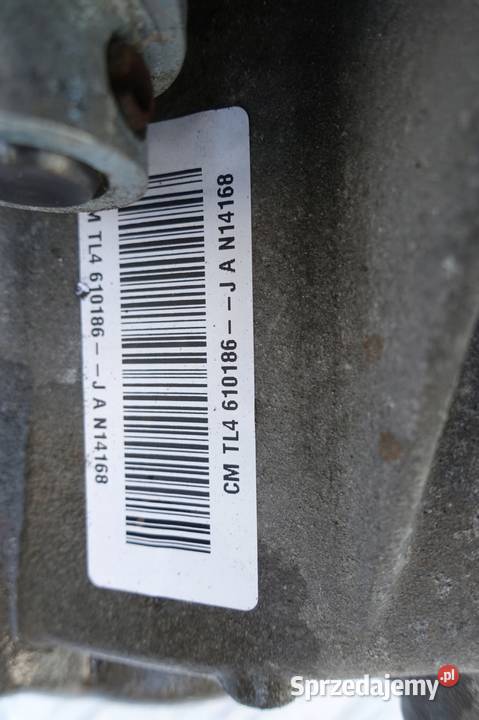 M TL4 610186--J A N14168
CM TL4 610186--J A N14168
Sprzedajemy.pl